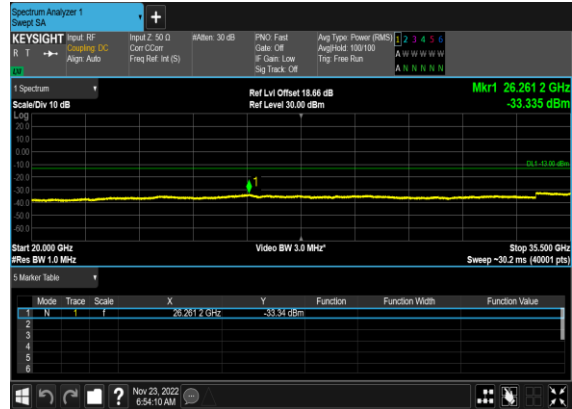 Spectrum Analyzer 1
Swept SA
+
KEYSIGHT
R T
Input: RF
Coupling: DC
Align: Auto
Input Z: 50 Ω
Corr CCorr
Freq Ref: Int (S)
#Atten: 30 dB
PNO: Fast
Gate: Off
IF Gain: Low
Sig Track: Off
Avg Type: Power (RMS)
Avg|Hold: 100/100
Trig: Free Run
1 2 3 4 5 6
A W W W W W
A N N N N N
1 Spectrum
Scale/Div 10 dB
Ref Lvl Offset 18.66 dB
Ref Level 30.00 dBm
Mkr1 26.261 2 GHz
-33.335 dBm
Log
20.0
10.0
0.00
-10.0
-20.0
-30.0
-40.0
-50.0
-60.0
DL1 -13.00 dBm
1
Start 20.000 GHz
#Res BW 1.0 MHz
Video BW 3.0 MHz*
Stop 35.500 GHz
Sweep ~30.2 ms (40001 pts)
5 Marker Table
Mode Trace Scale X Y Function Function Width Function Value
1 N 1 f 26.261 2 GHz -33.34 dBm
2
3
4
5
6
?
Nov 23, 2022
6:54:10 AM